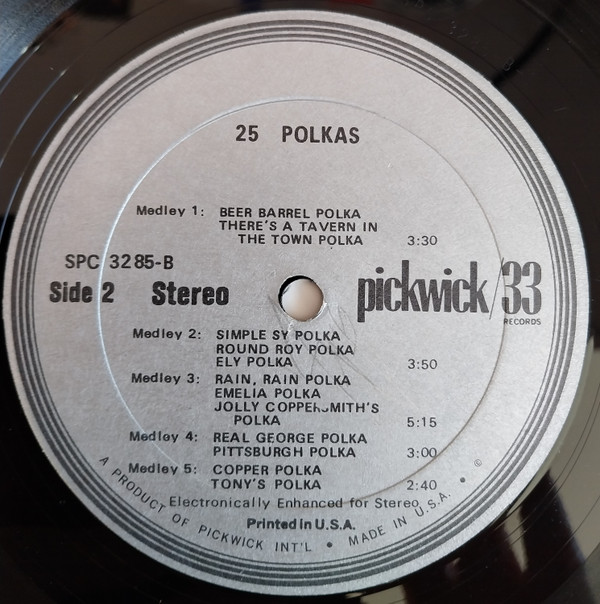 25 POLKAS
Medley 1: BEER BARREL POLKA
THERE'S A TAVERN IN
THE TOWN POLKA 3:30
SPC 3285-B
Side 2 Stereo
pickwick/33
RECORDS
Medley 2: SIMPLE SY POLKA
ROUND ROY POLKA
ELY POLKA 3:50
Medley 3: RAIN, RAIN POLKA
EMELIA POLKA
JOLLY COPPERSMITH'S
POLKA 5:15
Medley 4: REAL GEORGE POLKA
PITTSBURGH POLKA 3:00
Medley 5: COPPER POLKA
TONY'S POLKA 2:40
Electronically Enhanced for Stereo
Printed in U.S.A.
A PRODUCT OF PICKWICK INT'L • MADE IN U.S.A. • ©